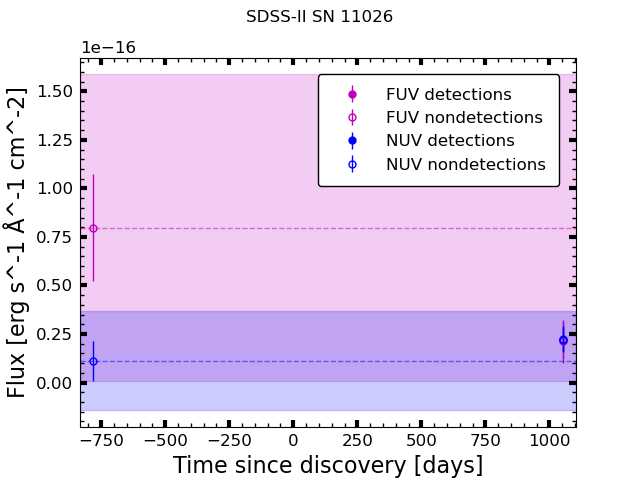 SDSS-II SN 11026
1e−16
FUV detections
FUV nondetections
NUV detections
NUV nondetections
1.50
1.25
1.00
0.75
0.50
0.25
0.00
Flux [erg s^-1 Å^-1 cm^-2]
−750
−500
−250
0
250
500
750
1000
Time since discovery [days]